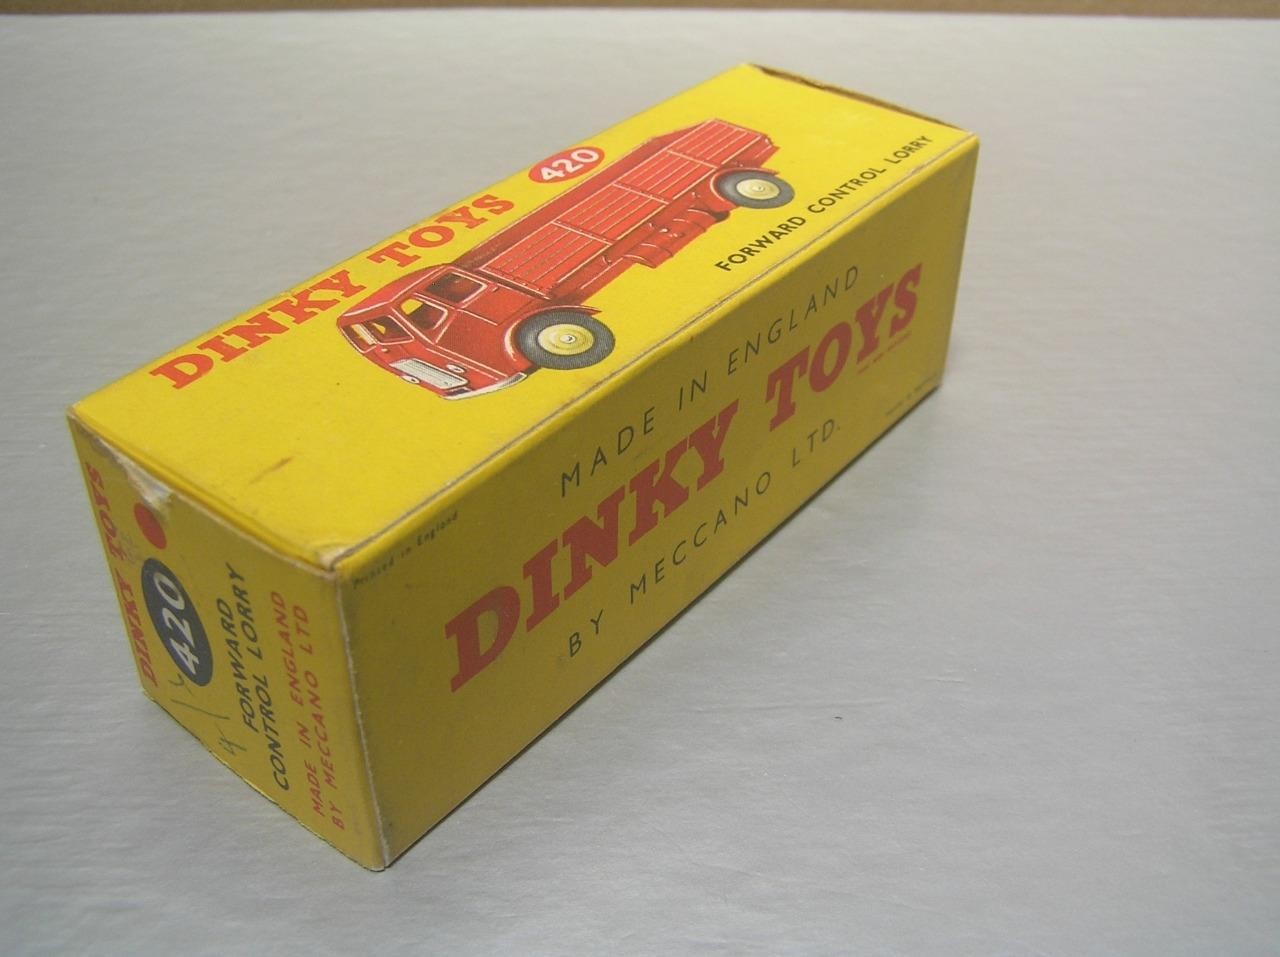 DINKY TOYS 420
FORWARD CONTROL LORRY
MADE IN ENGLAND
DINKY TOYS
BY MECCANO LTD.
Printed in England
DINKY TOYS
420
FORWARD
CONTROL LORRY
MADE IN ENGLAND
BY MECCANO LTD